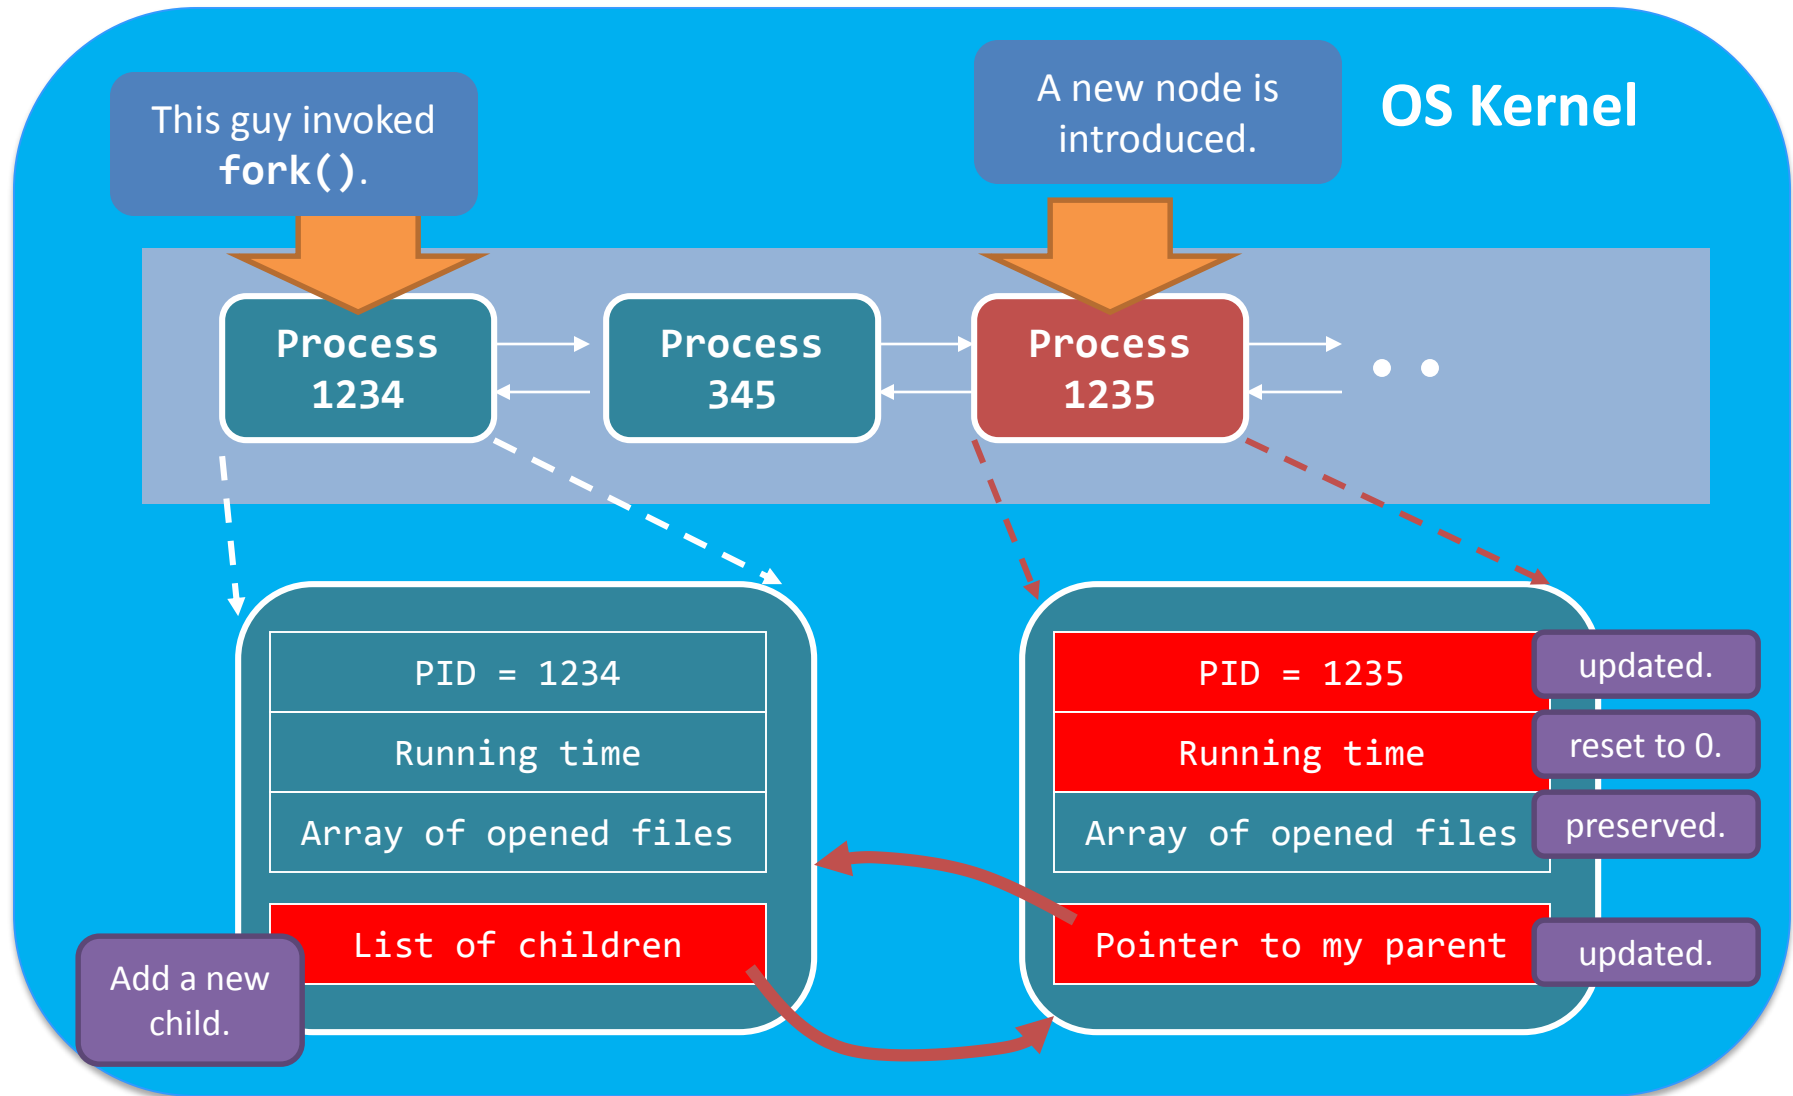 This guy invoked
fork().
A new node is
introduced.
OS Kernel
Process
1234
Process
345
Process
1235
PID = 1234
Running time
Array of opened files
List of children
Add a new
child.
PID = 1235
updated.
Running time
reset to 0.
Array of opened files
preserved.
Pointer to my parent
updated.